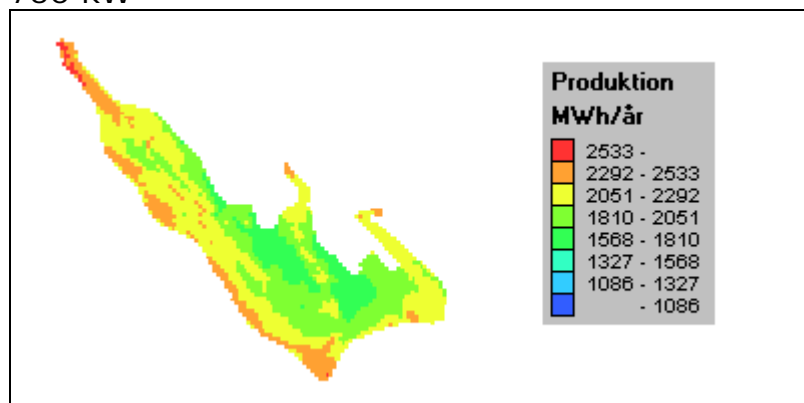 Produktion
MWh/år
2533 -
2292 - 2533
2051 - 2292
1810 - 2051
1568 - 1810
1327 - 1568
1086 - 1327
- 1086